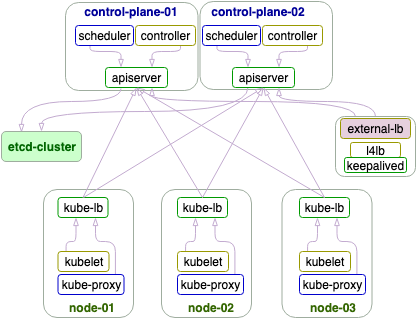 control-plane-01
control-plane-02
scheduler
controller
scheduler
controller
apiserver
apiserver
etcd-cluster
external-lb
l4lb
keepalived
kube-lb
kube-lb
kube-lb
kubelet
kubelet
kubelet
kube-proxy
kube-proxy
kube-proxy
node-01
node-02
node-03